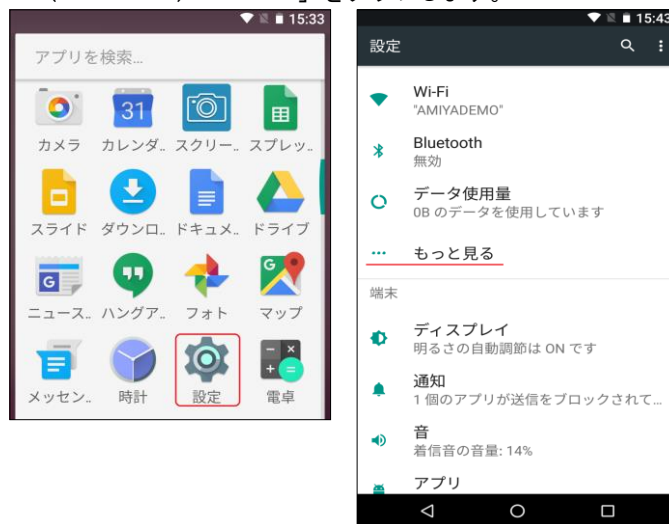 15:33
アプリを検索...
31
カメラ
カレンダ..
スクリー..
スプレッ..
スライド
ダウンロ..
ドキュメ..
ドライブ
G
G
ニュース..
ハングア..
フォト
マップ
メッセン..
時計
設定
電卓
15:43
設定
Wi-Fi
"AMIYADEMO"
Bluetooth
無効
データ使用量
0B のデータを使用しています
もっと見る
端末
ディスプレイ
明るさの自動調節は ON です
通知
1 個のアプリが送信をブロックされて...
音
着信音の音量: 14%
アプリ